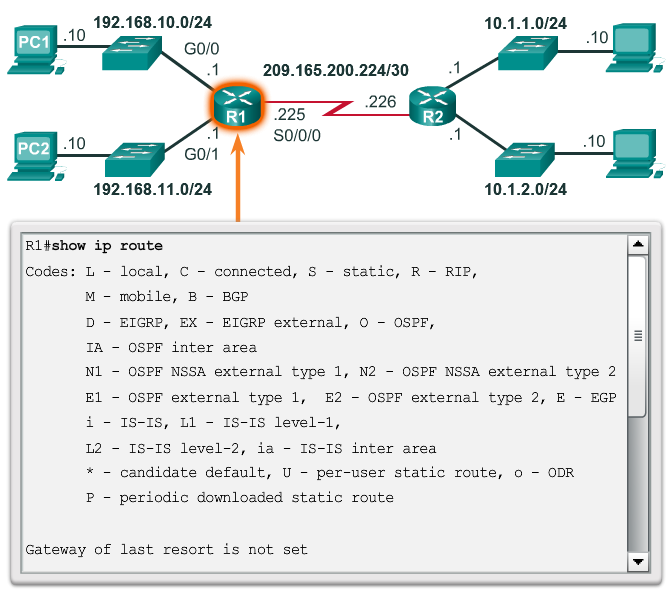 192.168.10.0/24
10.1.1.0/24
PC1
.10
G0/0
.1
209.165.200.224/30
.1
.10
R1
.225
S0/0/0
.226
R2
PC2
.10
.1
G0/1
192.168.11.0/24
.1
.10
10.1.2.0/24
R1#show ip route
Codes: L - local, C - connected, S - static, R - RIP,
M - mobile, B - BGP
D - EIGRP, EX - EIGRP external, O - OSPF,
IA - OSPF inter area
N1 - OSPF NSSA external type 1, N2 - OSPF NSSA external type 2
E1 - OSPF external type 1, E2 - OSPF external type 2, E - EGP
i - IS-IS, L1 - IS-IS level-1,
L2 - IS-IS level-2, ia - IS-IS inter area
* - candidate default, U - per-user static route, o - ODR
P - periodic downloaded static route
Gateway of last resort is not set